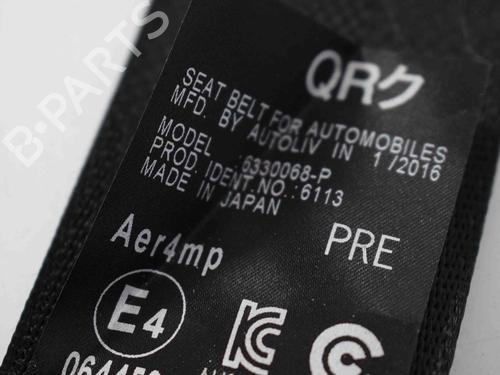 B-PARTS
QRク
SEAT BELT FOR AUTOMOBILES
MFD. BY AUTOLIV IN 1/2016
MODEL :6330068-P
PROD. IDENT.NO.:6113
MADE IN JAPAN
Aer4mp PRE
E4